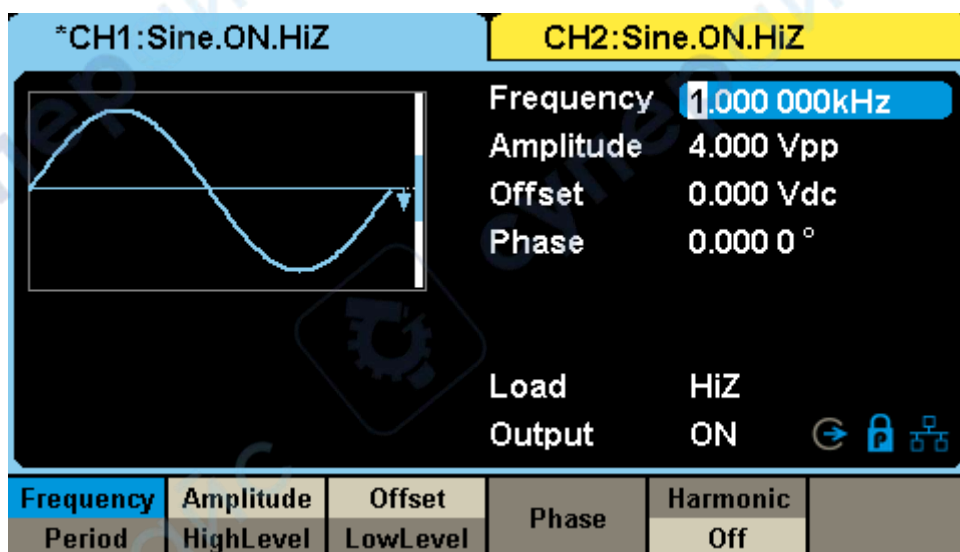 *CH1:Sine.ON.HiZ
CH2:Sine.ON.HiZ
Frequency 1.000 000kHz
Amplitude 4.000 Vpp
Offset 0.000 Vdc
Phase 0.000 0 °
Load HiZ
Output ON
Frequency Amplitude Offset Phase Harmonic
Period HighLevel LowLevel Off